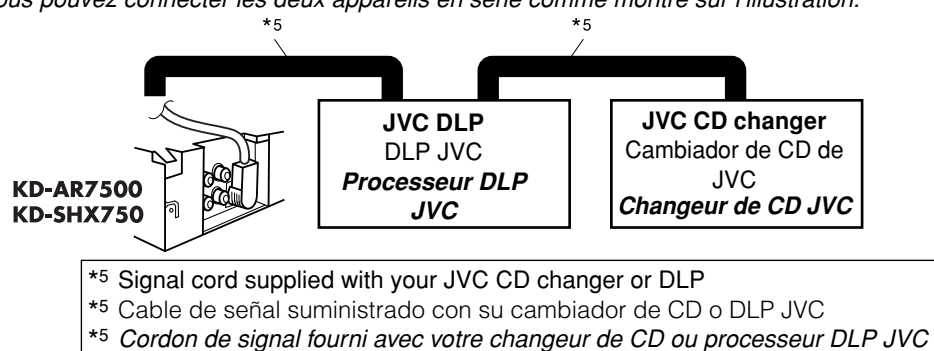 ous pouvez connecter les deux appareils en série comme montré sur l'illustration.
*5 *5
JVC DLP
DLP JVC
Processeur DLP
JVC
JVC CD changer
Cambiador de CD de
JVC
Changeur de CD JVC
KD-AR7500
KD-SHX750
*5 Signal cord supplied with your JVC CD changer or DLP
*5 Cable de señal suministrado con su cambiador de CD o DLP JVC
*5 Cordon de signal fourni avec votre changeur de CD ou processeur DLP JVC